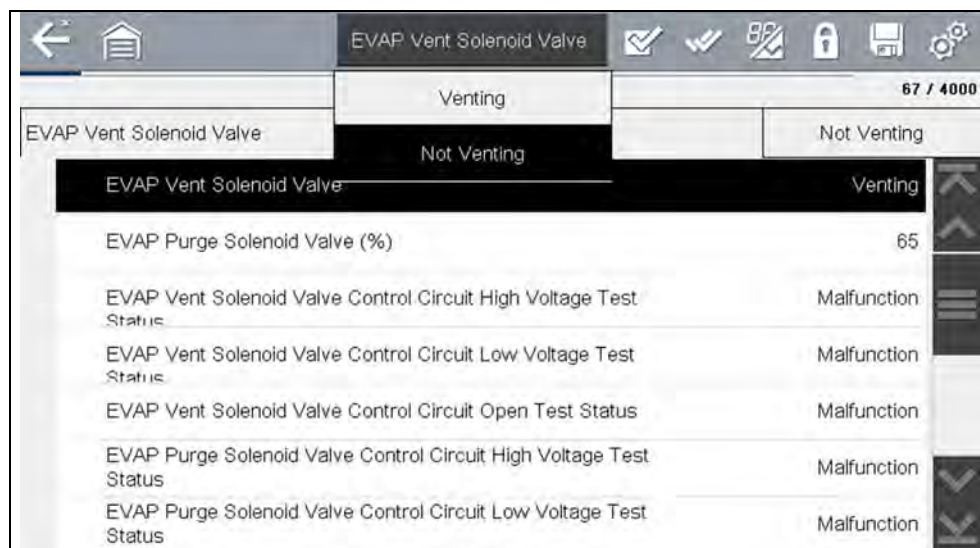 EVAP Vent Solenoid Valve
67 / 4000
Venting
Not Venting
EVAP Vent Solenoid Valve
Not Venting
EVAP Vent Solenoid Valve
Venting
EVAP Purge Solenoid Valve (%)
65
EVAP Vent Solenoid Valve Control Circuit High Voltage Test
Status
Malfunction
EVAP Vent Solenoid Valve Control Circuit Low Voltage Test
Status
Malfunction
EVAP Vent Solenoid Valve Control Circuit Open Test Status
Malfunction
EVAP Purge Solenoid Valve Control Circuit High Voltage Test
Status
Malfunction
EVAP Purge Solenoid Valve Control Circuit Low Voltage Test
Status
Malfunction